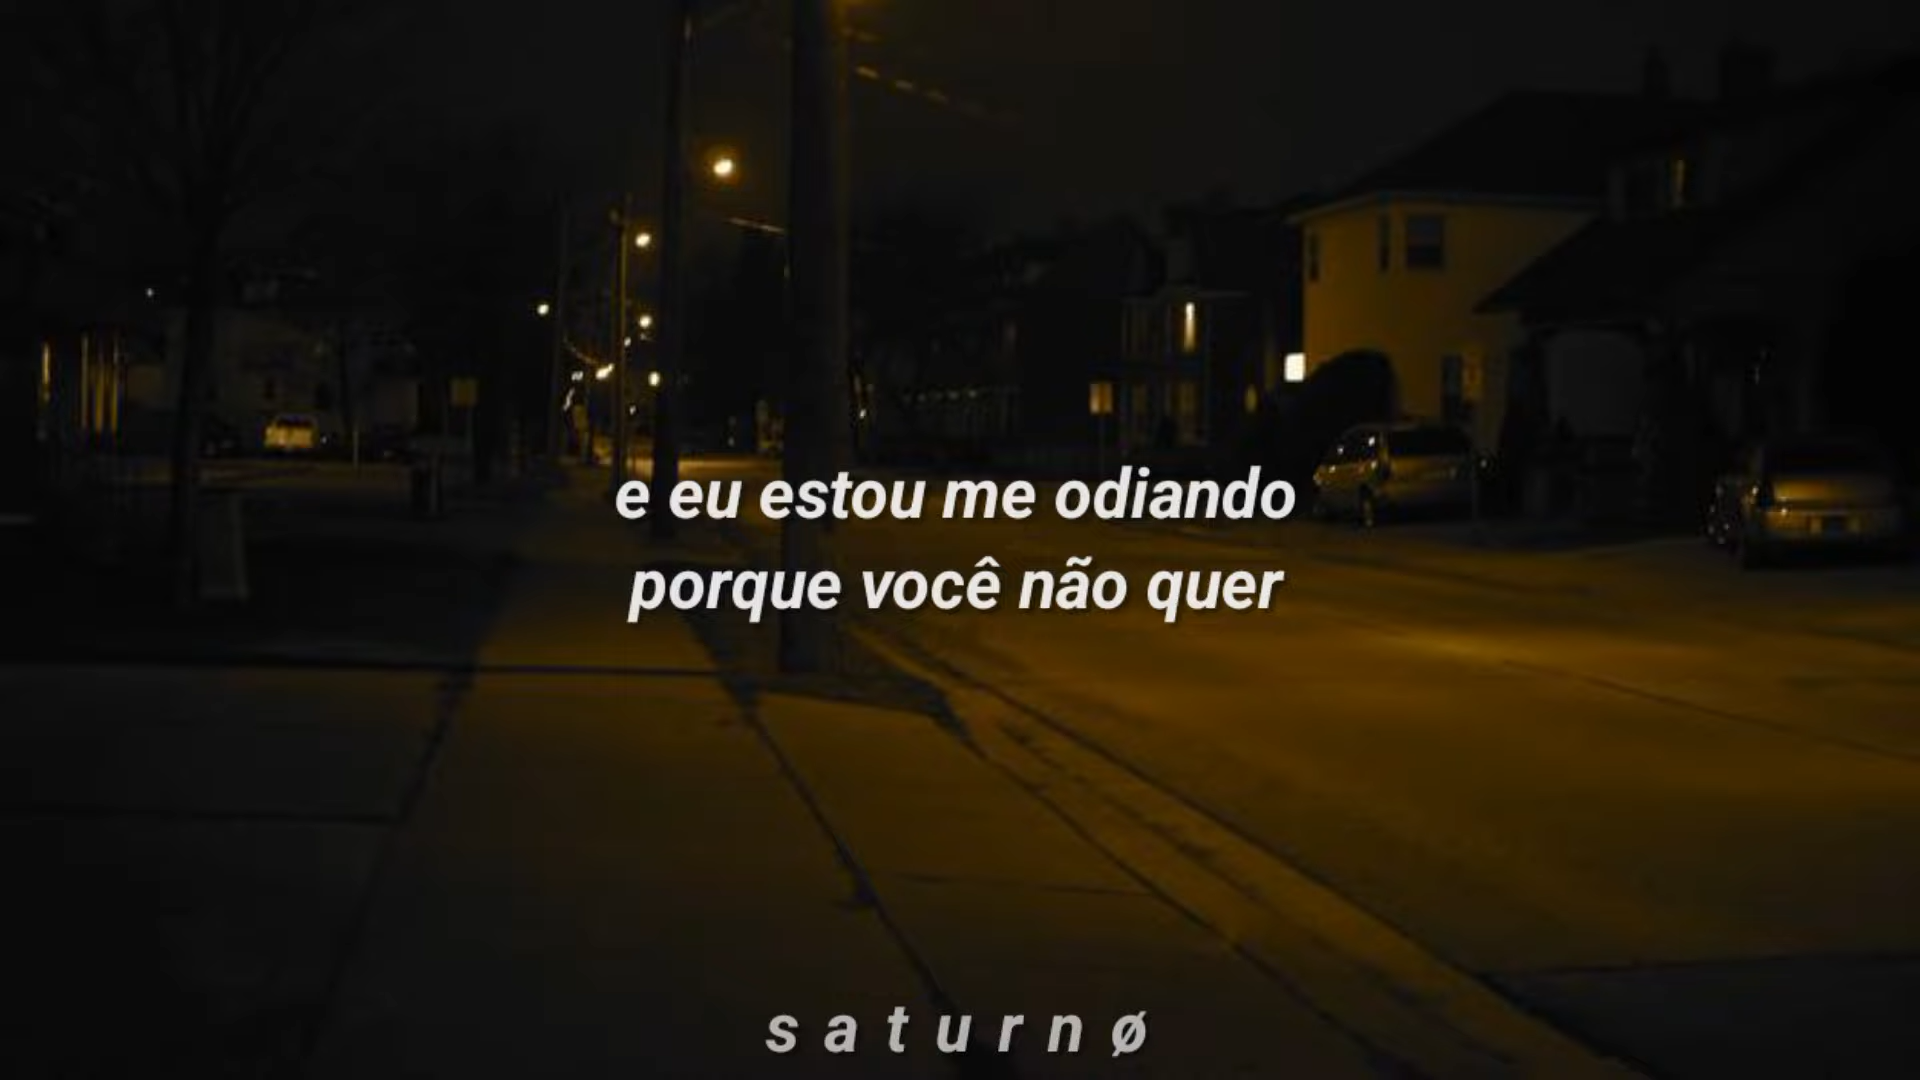 e eu estou me odiando
porque você não quer
s a t u r n ø